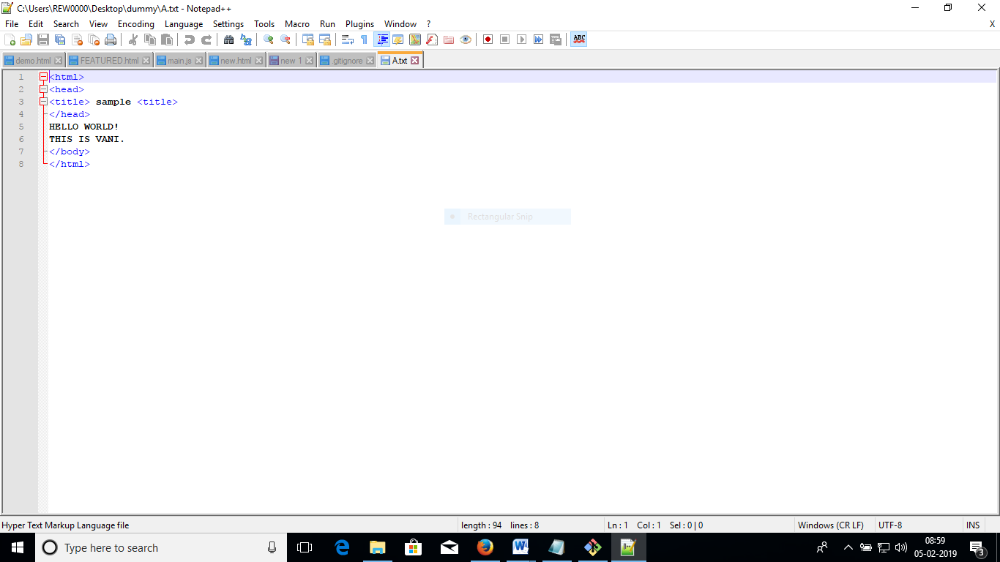 C:\Users\REW0000\Desktop\dummy\A.txt - Notepad++
File Edit Search View Encoding Language Settings Tools Macro Run Plugins Window ? X
demo.html FEATURED.html main.js new.html new 1 .gitignore A.txt
1 <html>
2 <head>
3 <title> sample <title>
4 </head>
5 HELLO WORLD!
6 THIS IS VANI.
7 </body>
8 </html>
Rectangular Snip
Hyper Text Markup Language file length : 94 lines : 8 Ln : 1 Col : 1 Sel : 0 | 0 Windows (CR LF) UTF-8 INS
Type here to search
08:59
05-02-2019
3